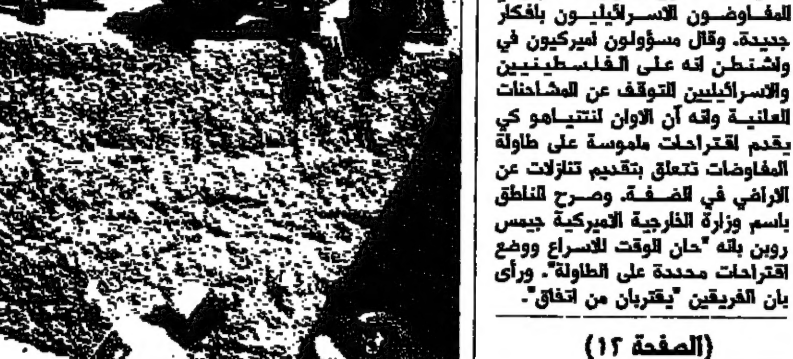 المفاوضون الاسرائيليون بافكار
جديدة. وقال مسؤولون اميركيون في
واشنطن انه على الفلسطينيين
والاسرائيليين التوقف عن المشاحنات
العلنية وانه آن الاوان لنتنياهو كي
يقدم اقتراحات ملموسة على طاولة
المفاوضات تتعلق بتقديم تنازلات عن
الاراضي في الضفة. وصرح الناطق
باسم وزارة الخارجية الاميركية جيمس
روبن بانه "حان الوقت للاسراع ووضع
اقتراحات محددة على الطاولة". ورأى
بان الفريقين "يقتربان من اتفاق".
(الصفحة ١٢)